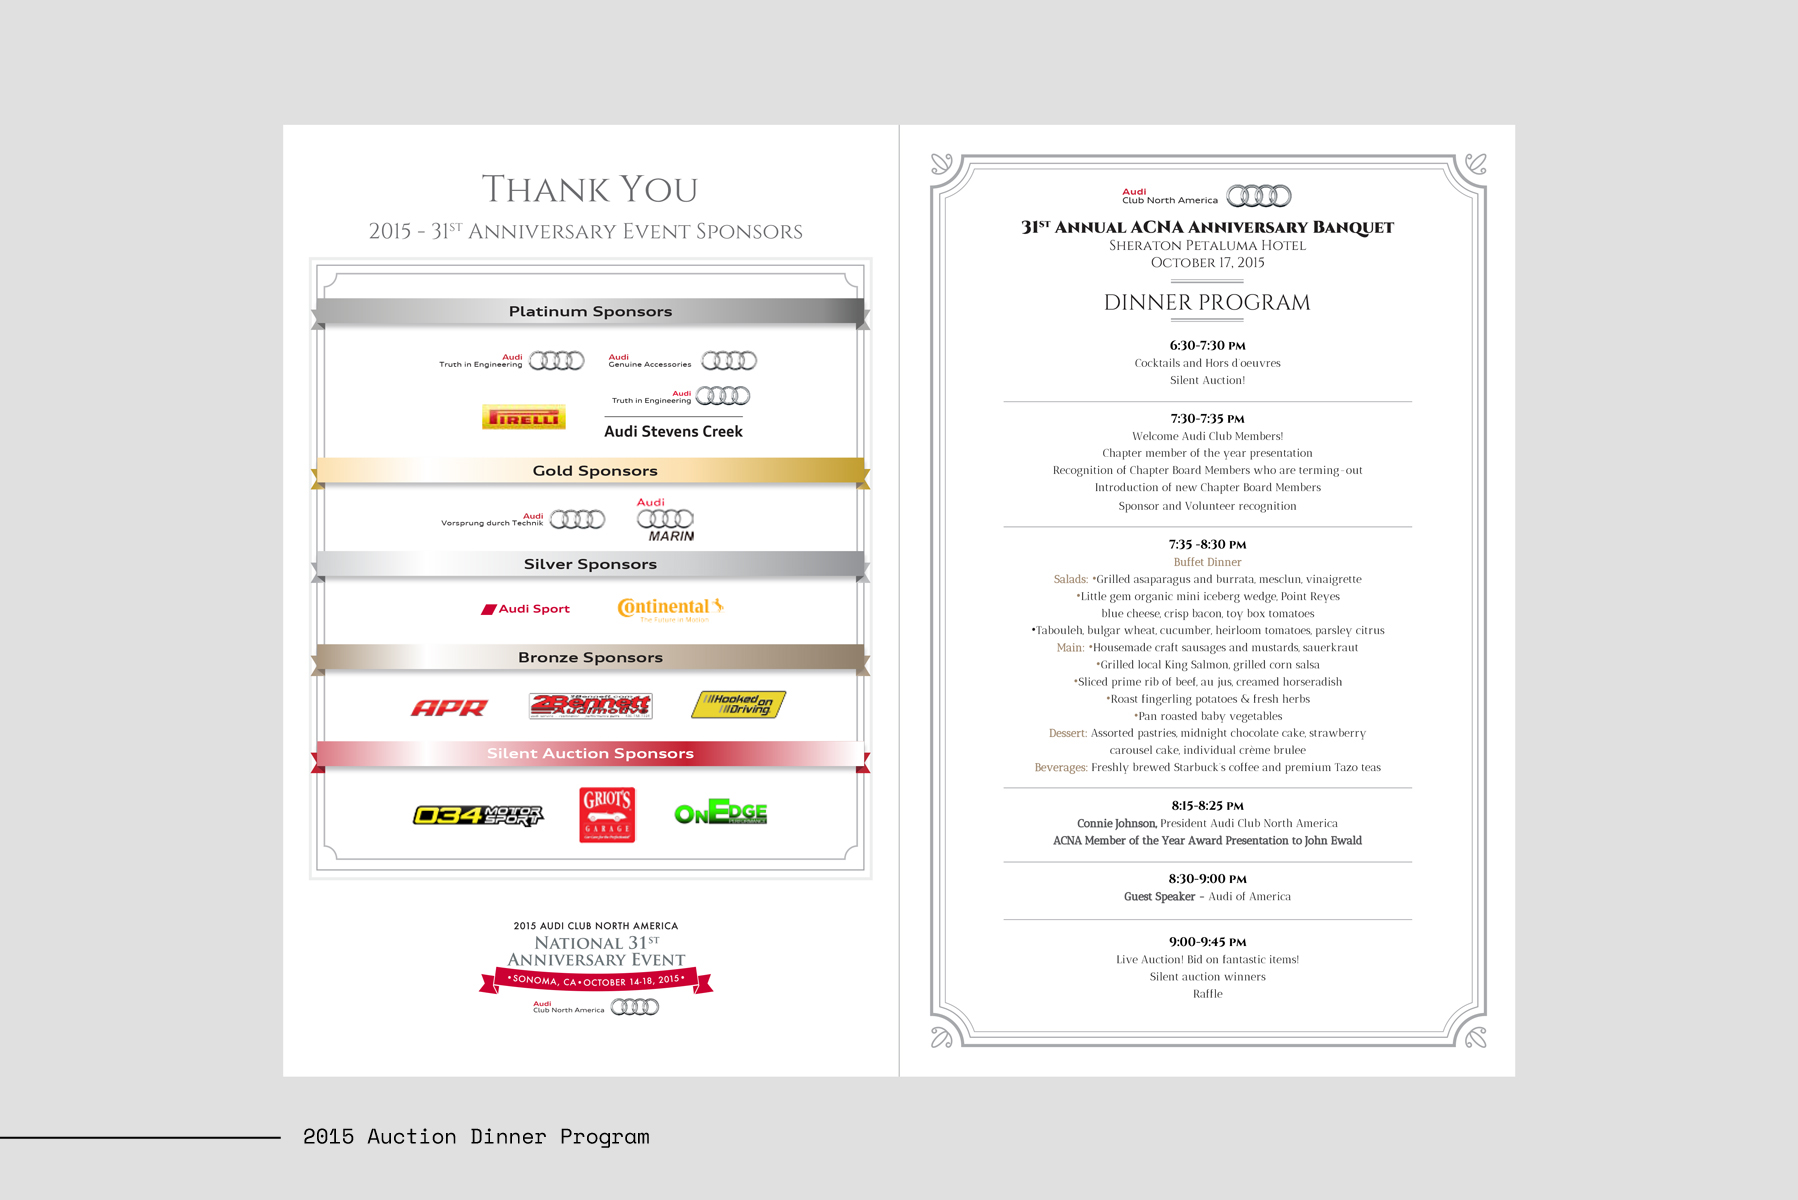 THANK YOU
2015 - 31ST ANNIVERSARY EVENT SPONSORS
Platinum Sponsors
Audi
Truth in Engineering
Audi
Genuine Accessories
PIRELLI
Audi
Truth in Engineering
Audi Stevens Creek
Gold Sponsors
Audi
Vorsprung durch Technik
Audi
MARIN
Silver Sponsors
Audi Sport
Continental
The Future in Motion
Bronze Sponsors
APR
2Bennett
Audimotive
Hooked on
Driving
Silent Auction Sponsors
034 MOTOR
SPORT
GRIOT'S
GARAGE
ONEDGE
PERFORMANCE
2015 AUDI CLUB NORTH AMERICA
NATIONAL 31ST
ANNIVERSARY EVENT
•SONOMA, CA•OCTOBER 14-18, 2015•
Audi
Club North America
Audi
Club North America
31ST ANNUAL ACNA ANNIVERSARY BANQUET
SHERATON PETALUMA HOTEL
OCTOBER 17, 2015
DINNER PROGRAM
6:30-7:30 PM
Cocktails and Hors d'oeuvres
Silent Auction!
7:30-7:35 PM
Welcome Audi Club Members!
Chapter member of the year presentation
Recognition of Chapter Board Members who are terming-out
Introduction of new Chapter Board Members
Sponsor and Volunteer recognition
7:35 -8:30 PM
Buffet Dinner
Salads: •Grilled asaparagus and burrata, mesclun, vinaigrette
•Little gem organic mini iceberg wedge, Point Reyes
blue cheese, crisp bacon, toy box tomatoes
•Tabouleh, bulgar wheat, cucumber, heirloom tomatoes, parsley citrus
Main: •Housemade craft sausages and mustards, sauerkraut
•Grilled local King Salmon, grilled corn salsa
•Sliced prime rib of beef, au jus, creamed horseradish
•Roast fingerling potatoes & fresh herbs
•Pan roasted baby vegetables
Dessert: Assorted pastries, midnight chocolate cake, strawberry
carousel cake, individual crème brulee
Beverages: Freshly brewed Starbuck's coffee and premium Tazo teas
8:15-8:25 PM
Connie Johnson, President Audi Club North America
ACNA Member of the Year Award Presentation to John Ewald
8:30-9:00 PM
Guest Speaker - Audi of America
9:00-9:45 PM
Live Auction! Bid on fantastic items!
Silent auction winners
Raffle
2015 Auction Dinner Program